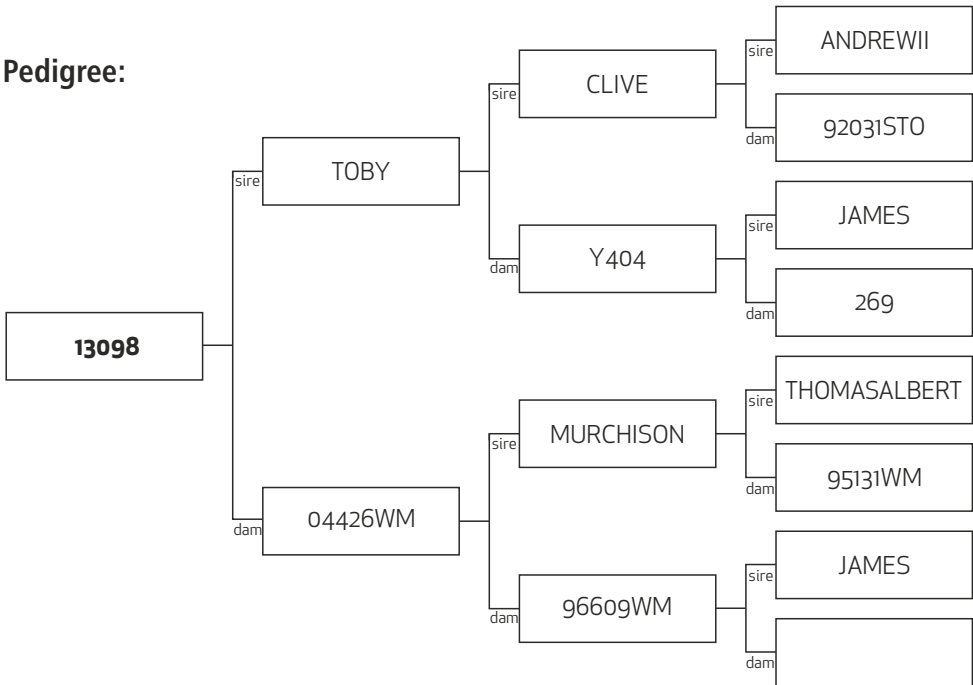 Pedigree:
sire
ANDREWII
sire
CLIVE
dam
92031STO
sire
TOBY
sire
JAMES
dam
Y404
dam
269
13098
sire
THOMASALBERT
sire
MURCHISON
dam
95131WM
dam
04426WM
sire
JAMES
dam
96609WM
dam